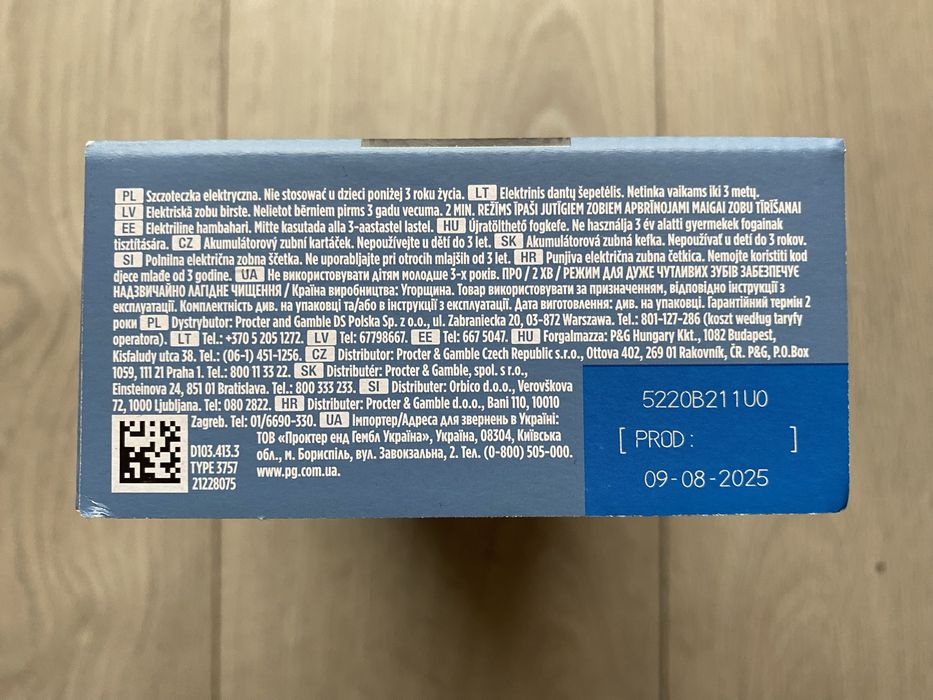 PL Szczoteczka elektryczna. Nie stosować u dzieci poniżej 3 roku życia. LT Elektrinis dantų šepetėlis. Netinka vaikams iki 3 metų.
LV Elektriskā zobu birste. Nelietot bērniem pirms 3 gadu vecuma. 2 MIN. REŽĪMS ĪPAŠI JUTĪGIEM ZOBIEM APBRĪNOJAMI MAIGAI ZOBU TĪRĪŠANAI
EE Elektriline hambahari. Mitte kasutada alla 3-aastastel lastel. HU Újratölthető fogkefe. Ne használja 3 év alatti gyermekek fogainak
tisztítására. CZ Akumulátorový zubní kartáček. Nepoužívejte u dětí do 3 let. SK Akumulátorová zubná kefka. Nepoužívať u detí do 3 rokov.
SI Polnilna električna zobna ščetka. Ne uporabljajte pri otrocih mlajših od 3 let. HR Punjiva električna zubna četkica. Nemojte koristiti kod
djece mlađe od 3 godine. UA Не використовувати дітям молодше 3-х років. ПРО / 2 ХВ / РЕЖИМ ДЛЯ ДУЖЕ ЧУТЛИВИХ ЗУБІВ ЗАБЕЗПЕЧУЄ
НАДЗВИЧАЙНО ЛАГІДНЕ ЧИЩЕННЯ / Країна виробництва: Угорщина. Товар використовувати за призначенням, відповідно інструкції з
експлуатації. Комплектність див. на упаковці та/або в інструкції з експлуатації. Дата виготовлення: див. на упаковці. Гарантійний термін 2
роки PL Dystrybutor: Procter and Gamble DS Polska Sp. z o.o., ul. Zabraniecka 20, 03-872 Warszawa. Tel.: 801-127-286 (koszt według taryfy
operatora). LT Tel.: +370 5 205 1272. LV Tel: 67798667. EE Tel: 667 5047. HU Forgalmazza: P&G Hungary Kkt., 1082 Budapest,
Kisfaludy utca 38. Tel.: (06-1) 451-1256. CZ Distributor: Procter & Gamble Czech Republic s.r.o., Ottova 402, 269 01 Rakovník, ČR. P&G, P.O.Box
1059, 111 21 Praha 1. Tel.: 800 11 33 22. SK Distribútér: Procter & Gamble, spol. s r. o.,
Einsteinova 24, 851 01 Bratislava. Tel.: 800 333 233. SI Distributer: Orbico d.o.o., Verovškova
72, 1000 Ljubljana. Tel: 080 2822. HR Distributer: Procter & Gamble d.o.o., Bani 110, 10010
Zagreb. Tel: 01/6690-330. UA Імпортер/Адреса для звернень в Україні:
ТОВ «Проктер енд Гембл Україна», Україна, 08304, Київська
обл., м. Бориспіль, вул. Завокзальна, 2. Тел. (0-800) 505-000.
www.pg.com.ua.
D103.413.3
TYPE 3757
21228075
5220B211U0
[ PROD: ]
09-08-2025